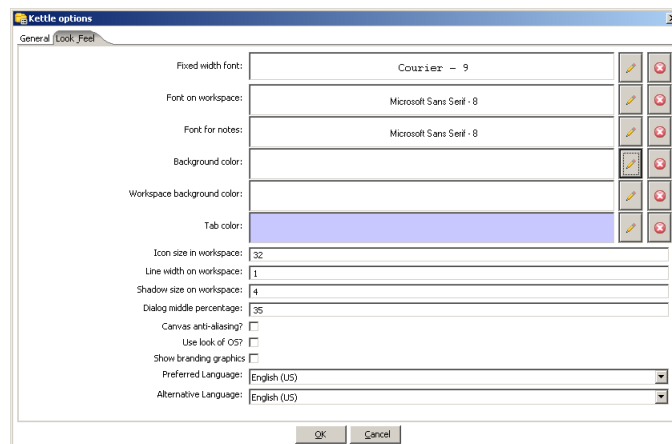 Kettle options
General Look_Feel
Fixed width font: Courier - 9
Font on workspace: Microsoft Sans Serif - 8
Font for notes: Microsoft Sans Serif - 8
Background color:
Workspace background color:
Tab color:
Icon size in workspace: 32
Line width on workspace: 1
Shadow size on workspace: 4
Dialog middle percentage: 35
Canvas anti-aliasing?
Use look of OS?
Show branding graphics
Preferred Language: English (US)
Alternative Language: English (US)
OK Cancel